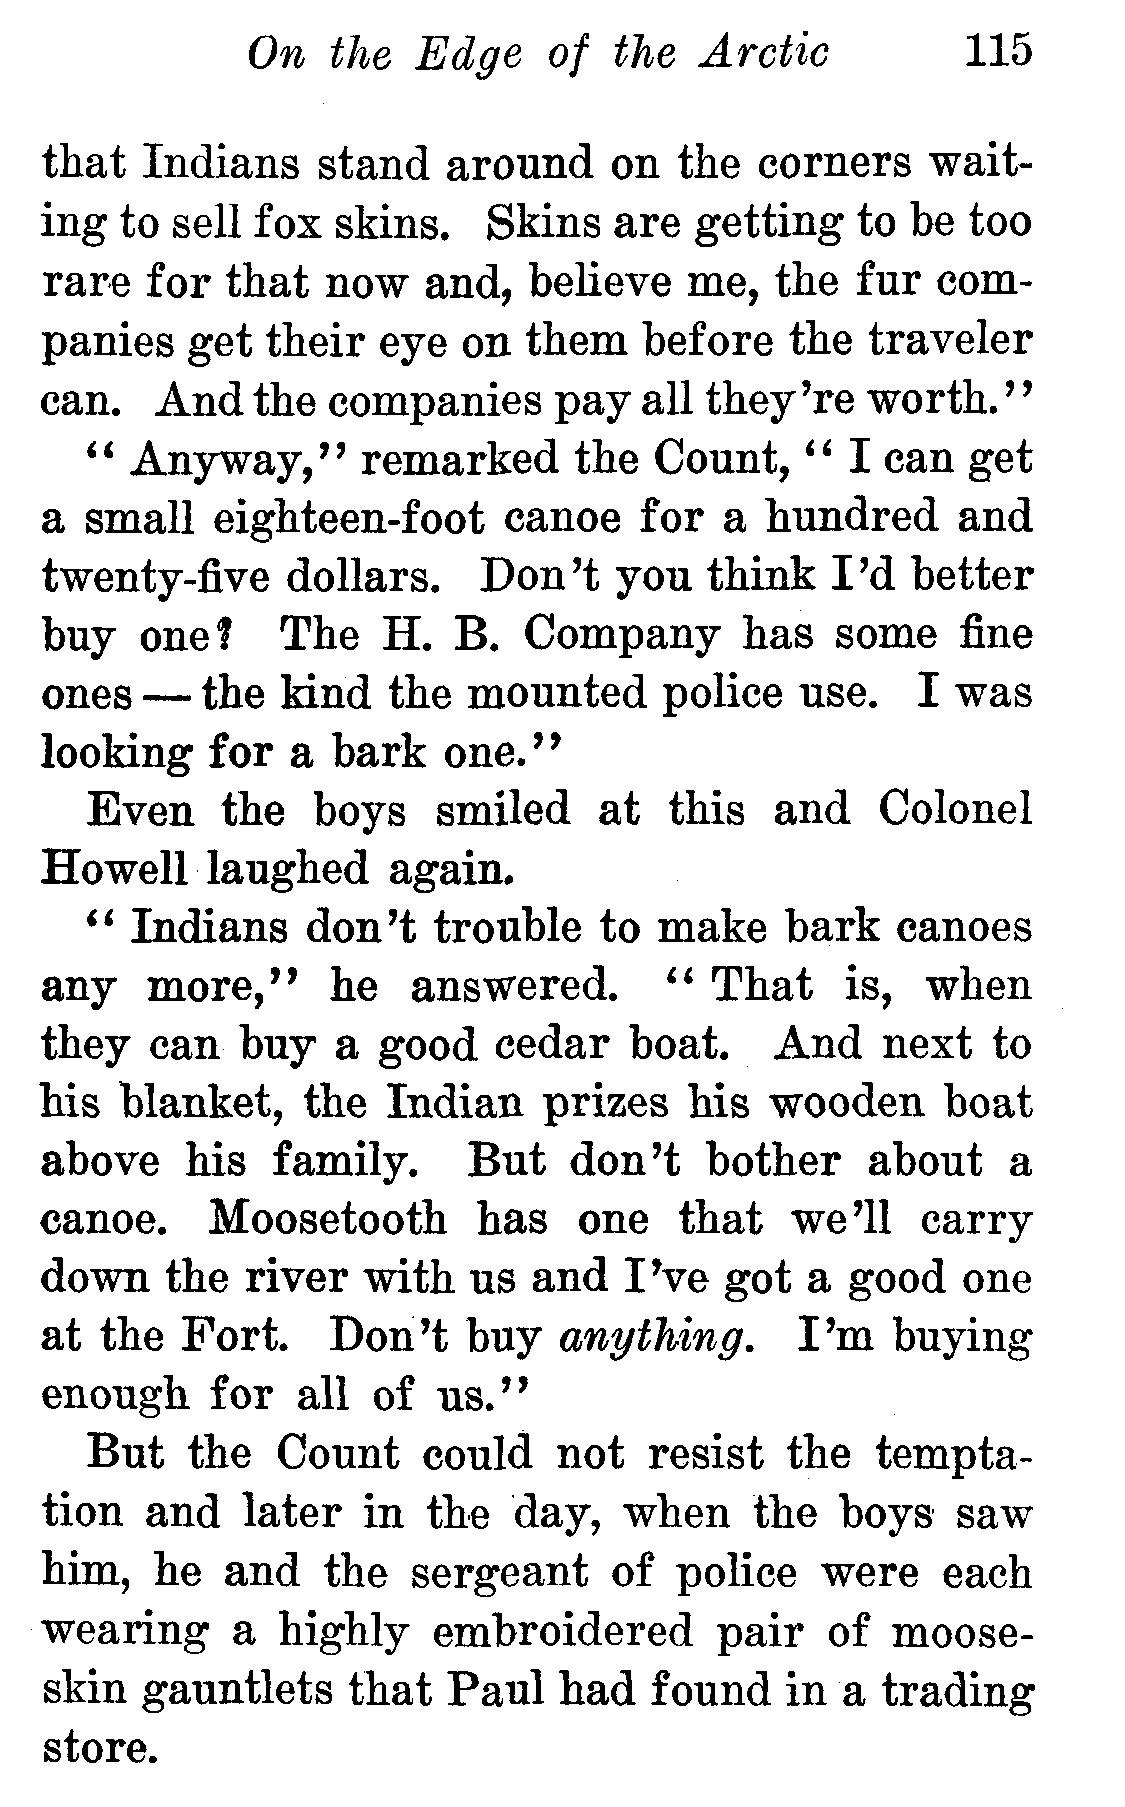 On the Edge of the Arctic 115
that Indians stand around on the corners wait-
ing to sell fox skins. Skins are getting to be too
rare for that now and, believe me, the fur com-
panies get their eye on them before the traveler
can. And the companies pay all they're worth."
" Anyway," remarked the Count, " I can get
a small eighteen-foot canoe for a hundred and
twenty-five dollars. Don't you think I'd better
buy one? The H. B. Company has some fine
ones — the kind the mounted police use. I was
looking for a bark one."
Even the boys smiled at this and Colonel
Howell laughed again.
" Indians don't trouble to make bark canoes
any more," he answered. " That is, when
they can buy a good cedar boat. And next to
his blanket, the Indian prizes his wooden boat
above his family. But don't bother about a
canoe. Moosetooth has one that we'll carry
down the river with us and I've got a good one
at the Fort. Don't buy anything. I'm buying
enough for all of us."
But the Count could not resist the tempta-
tion and later in the day, when the boys saw
him, he and the sergeant of police were each
wearing a highly embroidered pair of moose-
skin gauntlets that Paul had found in a trading
store.